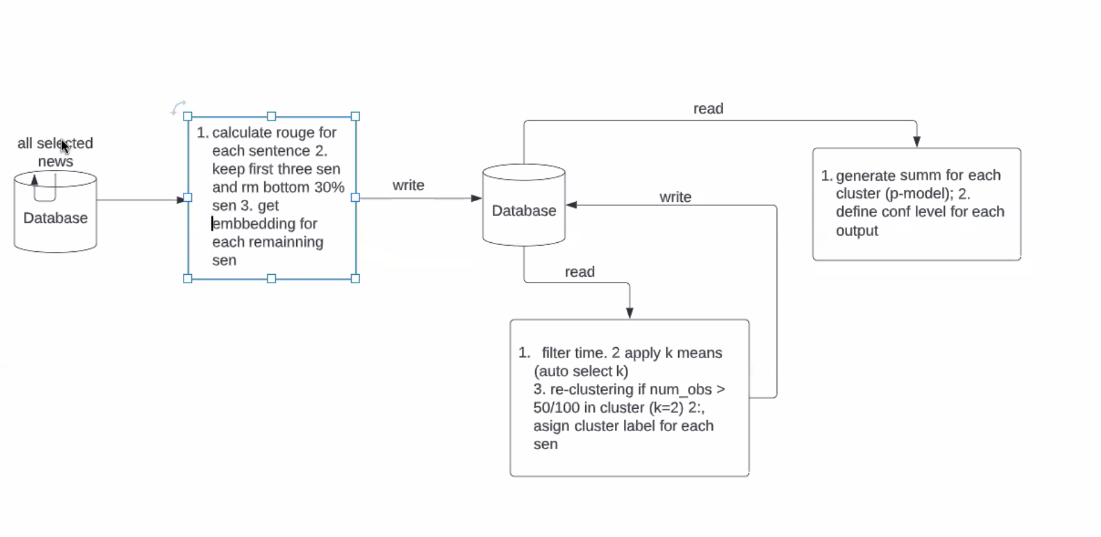 all selected
news
Database
1. calculate rouge for
each sentence 2.
keep first three sen
and rm bottom 30%
sen 3. get
embbedding for
each remainning
sen
write
Database
read
1. generate summ for each
cluster (p-model); 2.
define conf level for each
output
write
read
1. filter time. 2 apply k means
(auto select k)
3. re-clustering if num_obs >
50/100 in cluster (k=2) 2:,
asign cluster label for each
sen